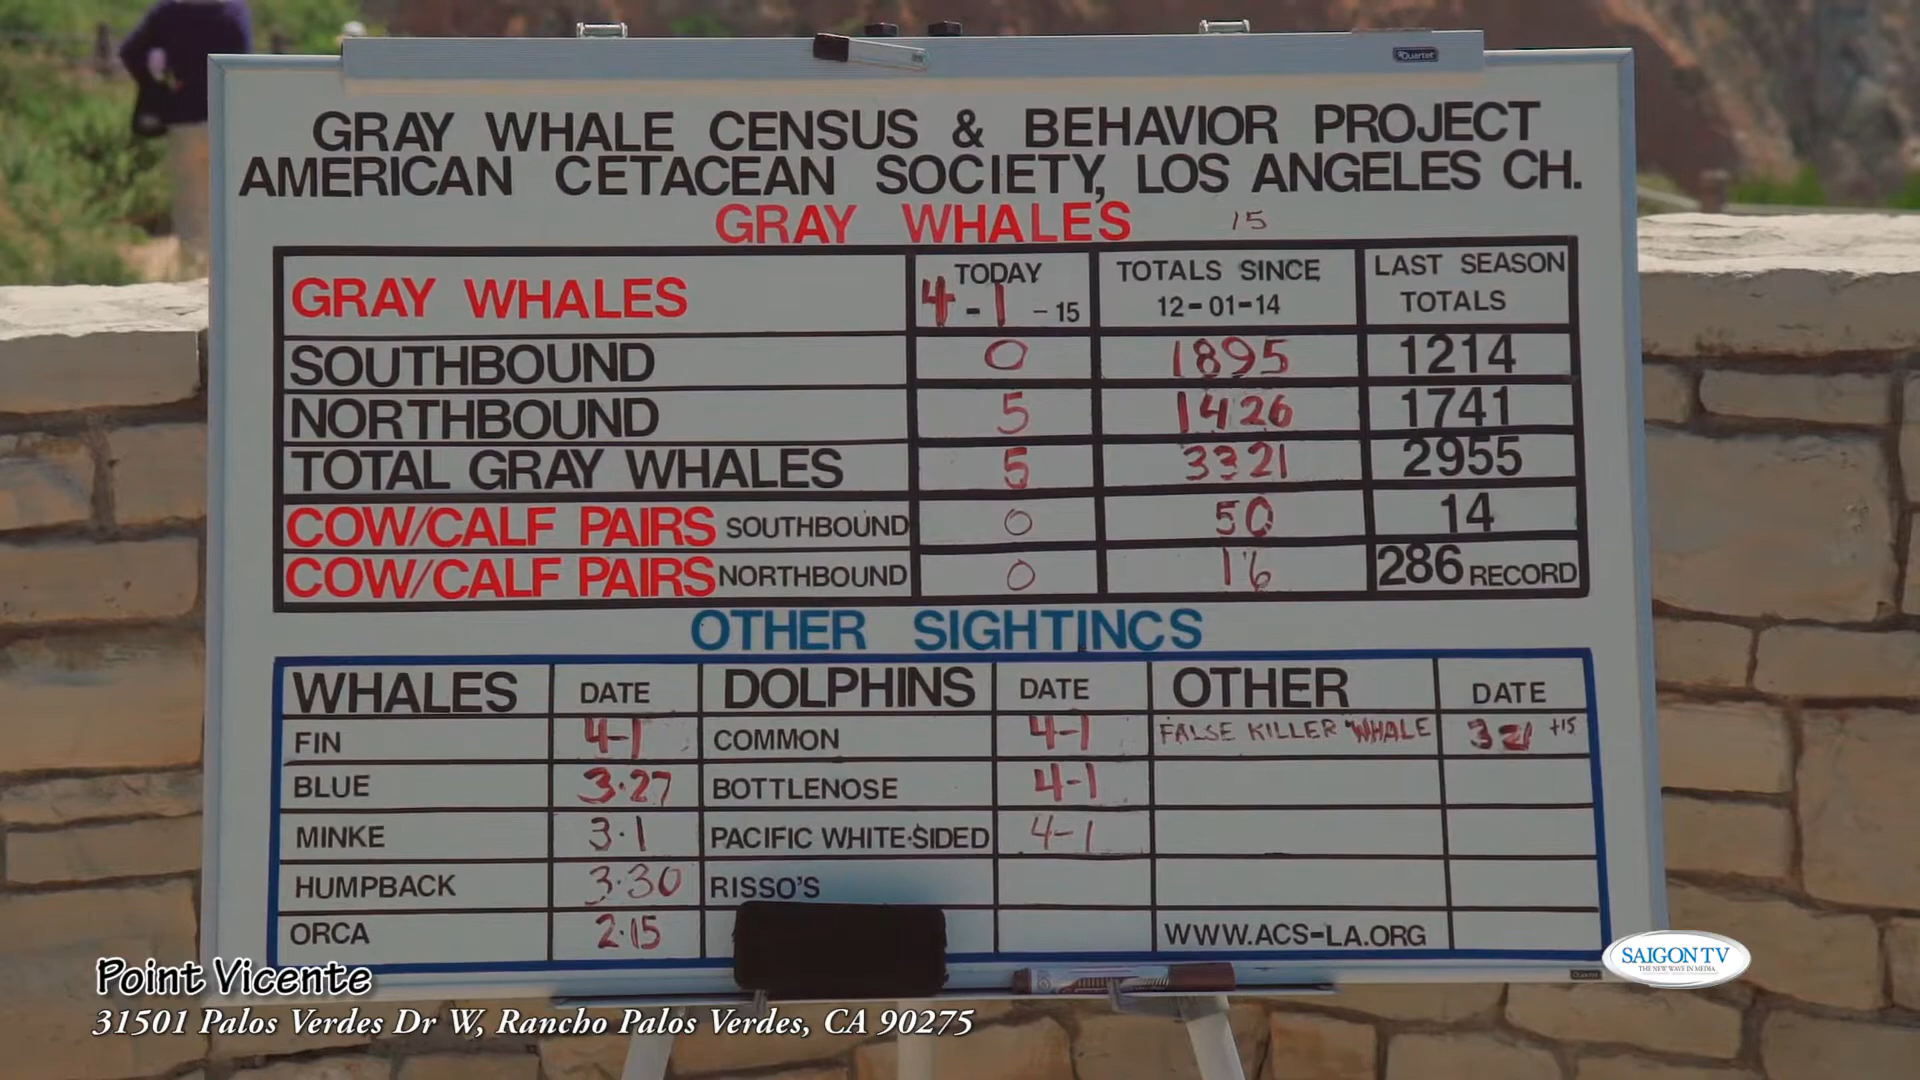 Quartet
GRAY WHALE CENSUS & BEHAVIOR PROJECT
AMERICAN CETACEAN SOCIETY, LOS ANGELES CH.
GRAY WHALES 15
GRAY WHALES TODAY 4-1-15 TOTALS SINCE 12-01-14 LAST SEASON TOTALS
SOUTHBOUND 0 1895 1214
NORTHBOUND 5 1426 1741
TOTAL GRAY WHALES 5 3321 2955
COW/CALF PAIRS SOUTHBOUND 0 50 14
COW/CALF PAIRS NORTHBOUND 0 16 286 RECORD
OTHER SIGHTINCS
WHALES DATE DOLPHINS DATE OTHER DATE
FIN 4-1 COMMON 4-1 FALSE KILLER WHALE
BLUE 3·27 BOTTLENOSE 4-1
MINKE 3·1 PACIFIC WHITE-SIDED 4-1
HUMPBACK 3·30 RISSO'S
ORCA 2·15 WWW.ACS-LA.ORG
SAIGON TV
THE NEW WAVE IN MEDIA
Point Vicente
31501 Palos Verdes Dr W, Rancho Palos Verdes, CA 90275